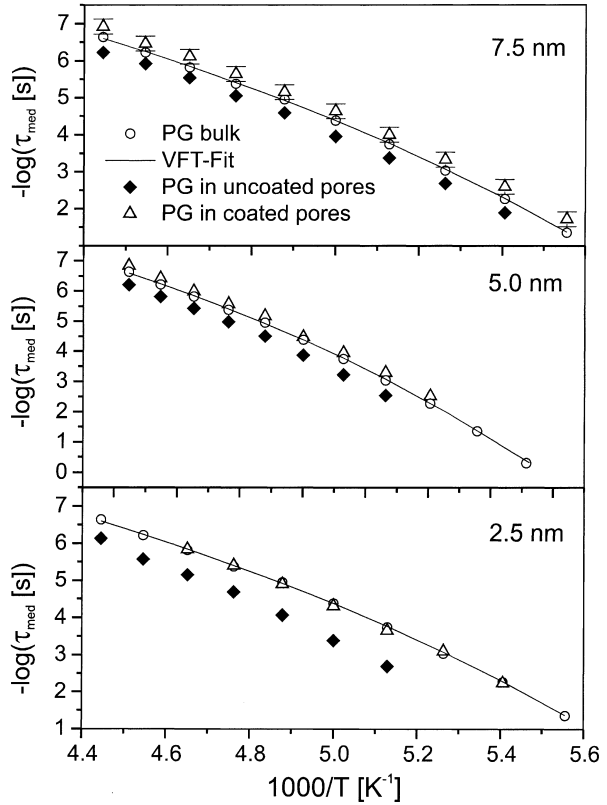 7.5 nm
-log(τmed [s])
7
6
5
4
3
2
PG bulk
VFT-Fit
PG in uncoated pores
PG in coated pores
5.0 nm
-log(τmed [s])
7
6
5
4
3
2
1
0
2.5 nm
-log(τmed [s])
7
6
5
4
3
2
1
4.4 4.6 4.8 5.0 5.2 5.4 5.6
1000/T [K⁻¹]